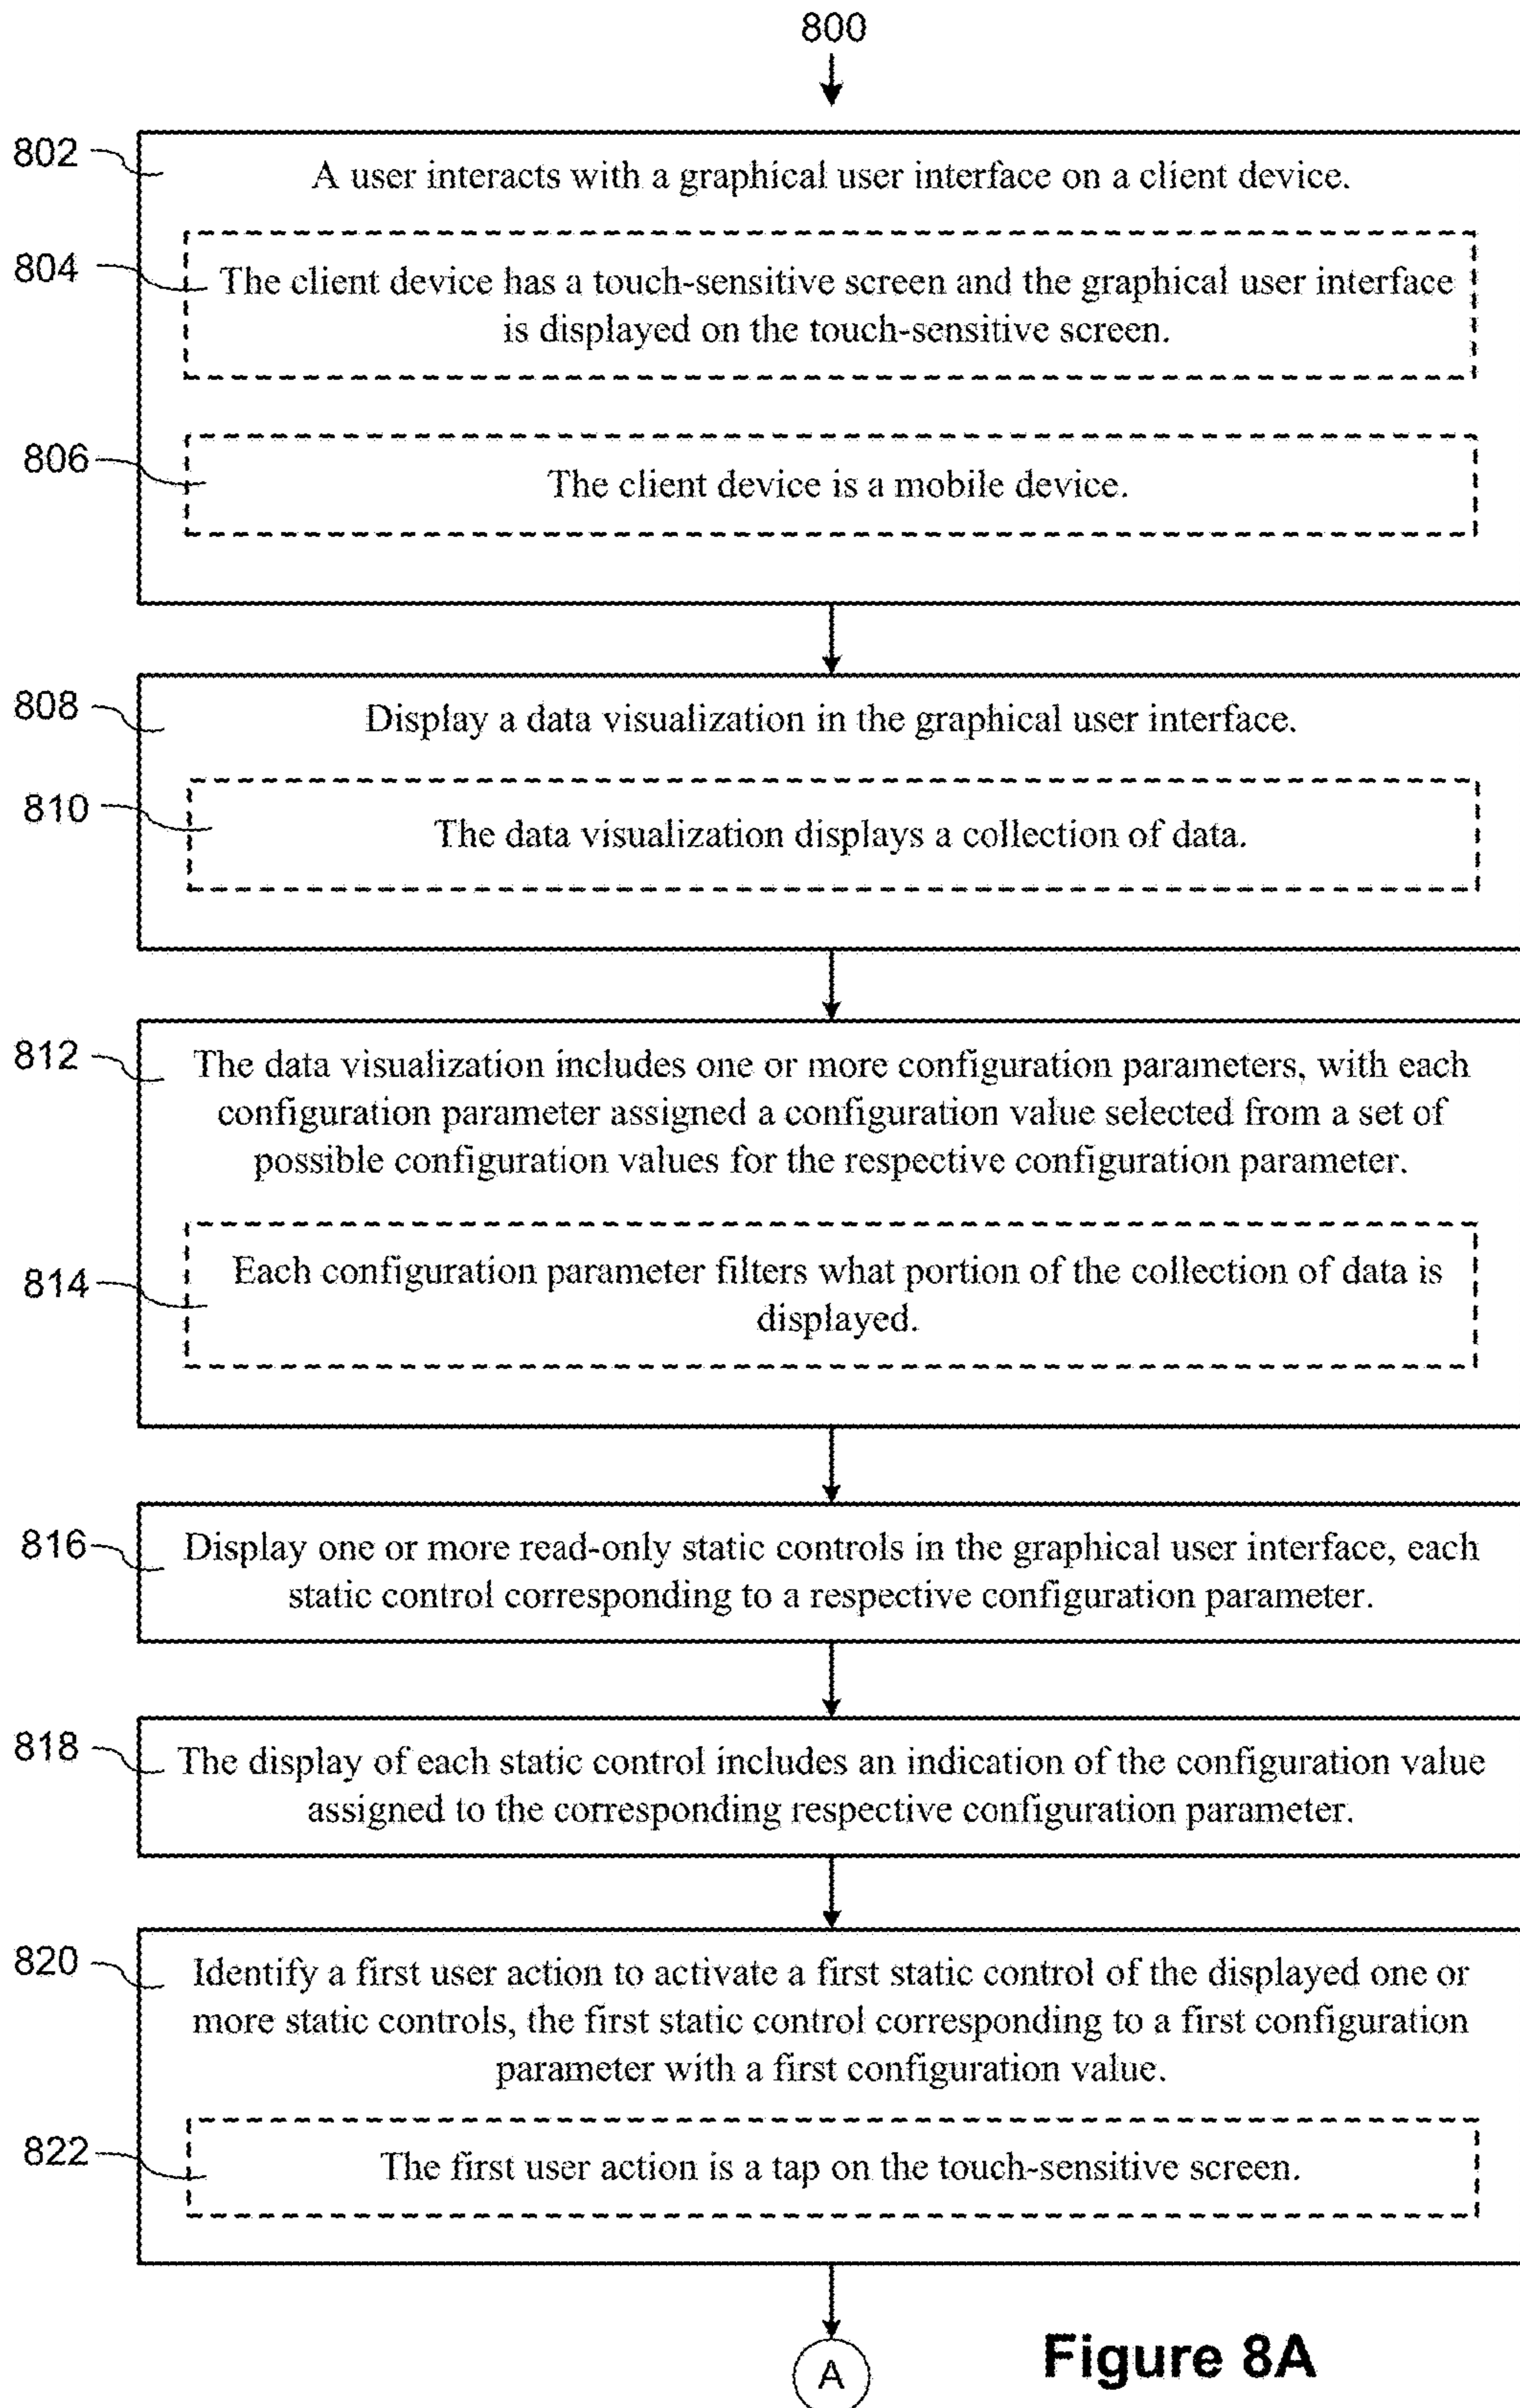 800
802
A user interacts with a graphical user interface on a client device.
804
The client device has a touch-sensitive screen and the graphical user interface
is displayed on the touch-sensitive screen.
806
The client device is a mobile device.
808
Display a data visualization in the graphical user interface.
810
The data visualization displays a collection of data.
812
The data visualization includes one or more configuration parameters, with each
configuration parameter assigned a configuration value selected from a set of
possible configuration values for the respective configuration parameter.
814
Each configuration parameter filters what portion of the collection of data is
displayed.
816
Display one or more read-only static controls in the graphical user interface, each
static control corresponding to a respective configuration parameter.
818
The display of each static control includes an indication of the configuration value
assigned to the corresponding respective configuration parameter.
820
Identify a first user action to activate a first static control of the displayed one or
more static controls, the first static control corresponding to a first configuration
parameter with a first configuration value.
822
The first user action is a tap on the touch-sensitive screen.
A
Figure 8A